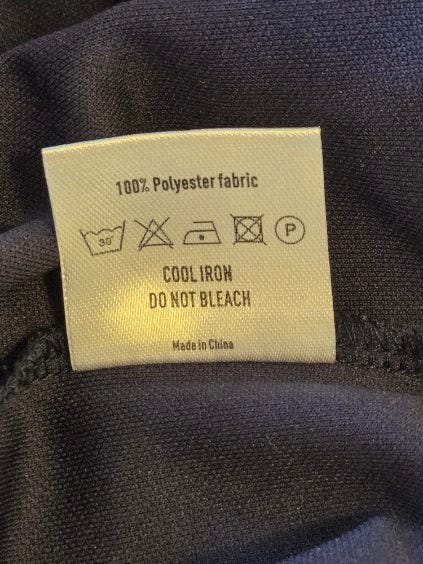 100% Polyester fabric
30° P
COOL IRON
DO NOT BLEACH
Made in China